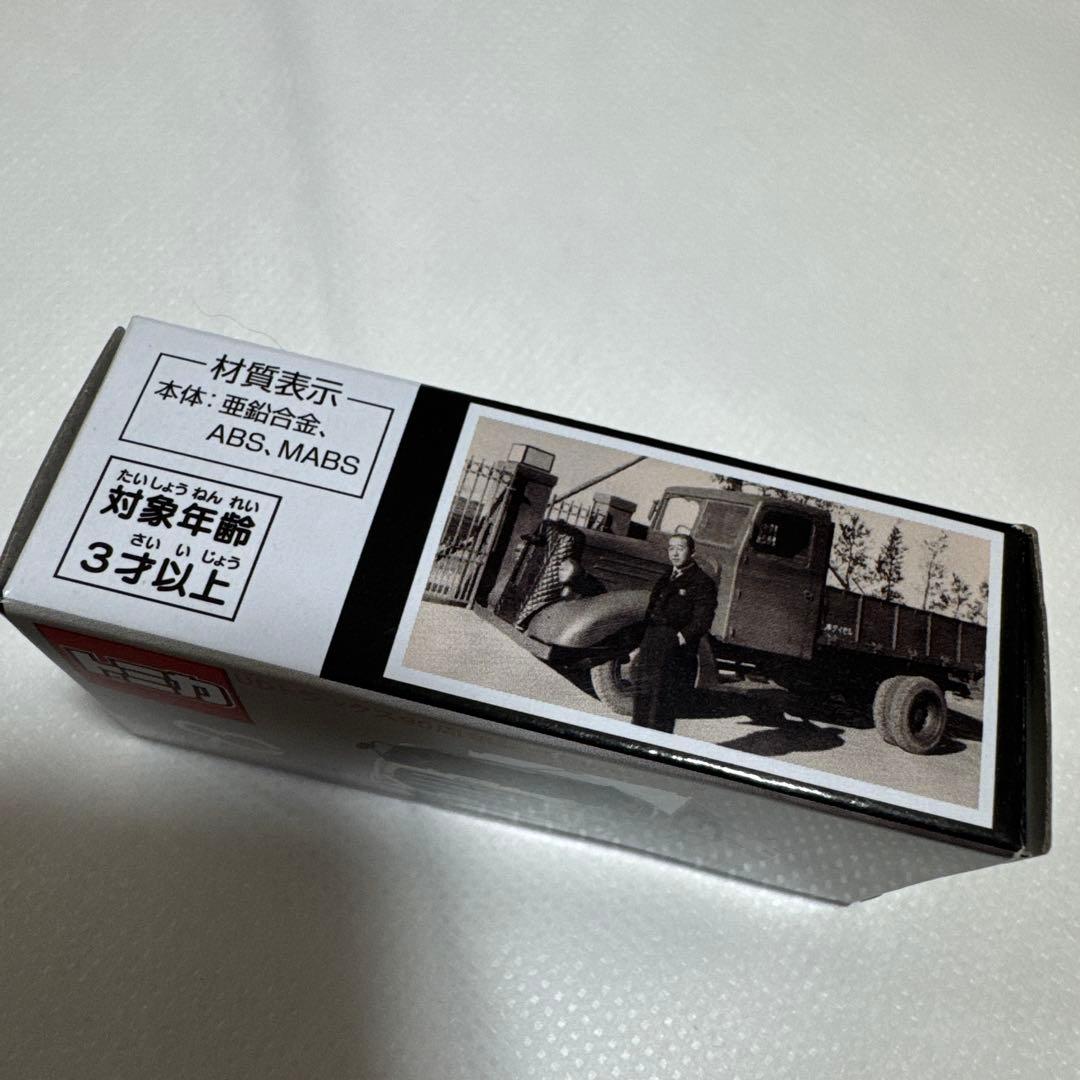 材質表示
本体：亜鉛合金、
ABS、MABS
たいしょう ねん れい
対象年齢
さい い じょう
3才以上
トミカ